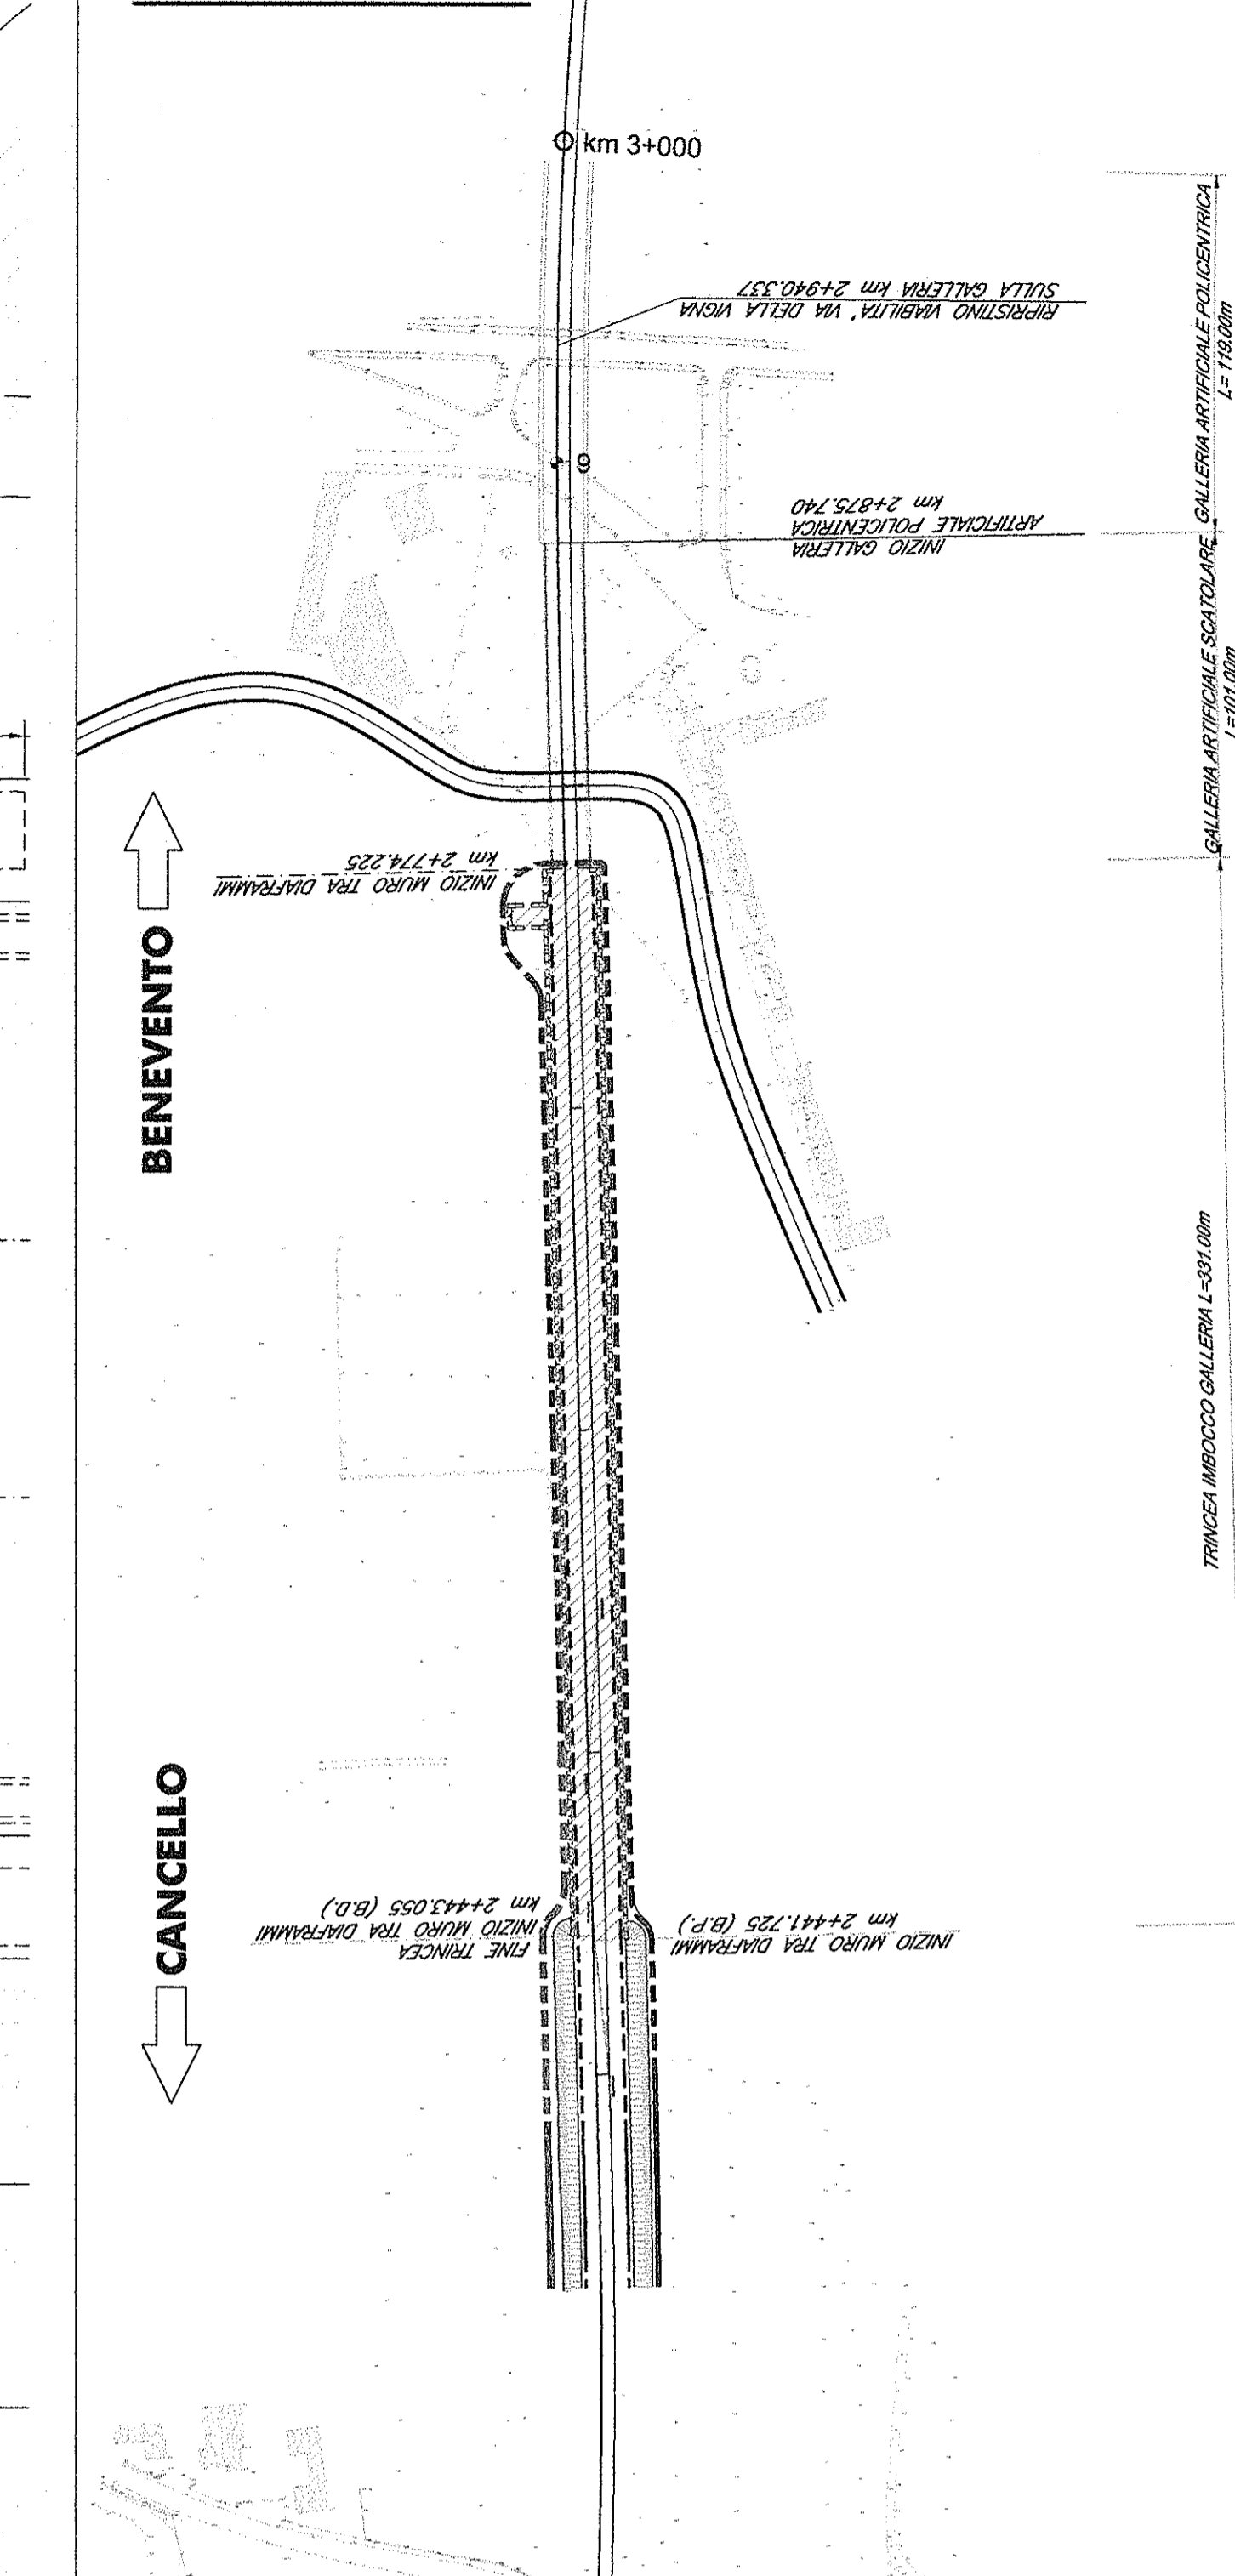 km 3+000
RIPRISTINO VIABILITA' VIA DELLA VIGNA
SULLA GALLERIA km 2+940.337
9
INIZIO GALLERIA
ARTIFICIALE POLICENTRICA
km 2+875.740
GALLERIA ARTIFICIALE POLICENTRICA
L= 119.00m
GALLERIA ARTIFICIALE SCATOLARE
L=101.00m
INIZIO MURO TRA DIAFRAMMI
km 2+774.225
BENEVENTO
TRINCEA IMBOCCO GALLERIA L=331.00m
CANCELLO
FINE TRINCEA
INIZIO MURO TRA DIAFRAMMI
km 2+443.055 (B.D.)
INIZIO MURO TRA DIAFRAMMI
km 2+441.725 (B.P.)